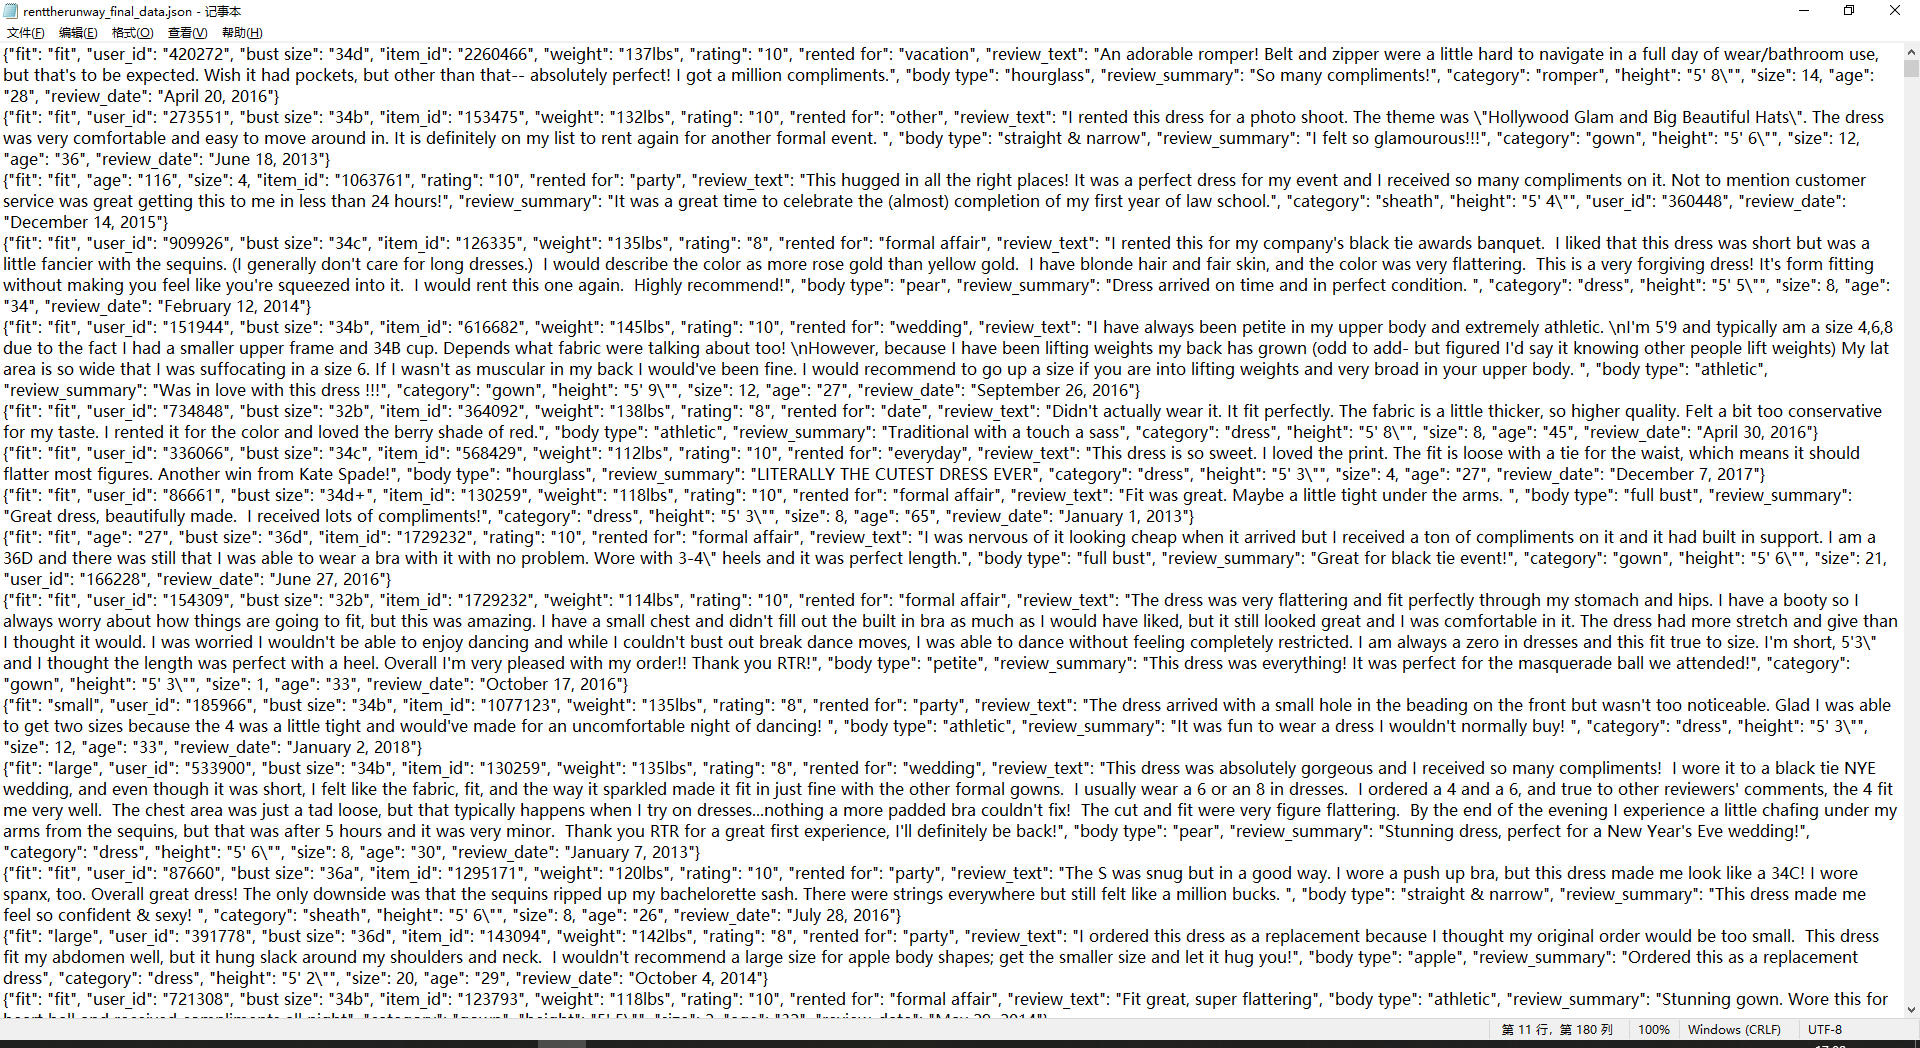 renttherunway_final_data.json - 记事本
文件(F) 编辑(E) 格式(O) 查看(V) 帮助(H)
{"fit": "fit", "user_id": "420272", "bust size": "34d", "item_id": "2260466", "weight": "137lbs", "rating": "10", "rented for": "vacation", "review_text": "An adorable romper! Belt and zipper were a little hard to navigate in a full day of wear/bathroom use,
but that's to be expected. Wish it had pockets, but other than that-- absolutely perfect! I got a million compliments.", "body type": "hourglass", "review_summary": "So many compliments!", "category": "romper", "height": "5' 8\"", "size": 14, "age":
"28", "review_date": "April 20, 2016"}
{"fit": "fit", "user_id": "273551", "bust size": "34b", "item_id": "153475", "weight": "132lbs", "rating": "10", "rented for": "other", "review_text": "I rented this dress for a photo shoot. The theme was \"Hollywood Glam and Big Beautiful Hats\". The dress
was very comfortable and easy to move around in. It is definitely on my list to rent again for another formal event. ", "body type": "straight & narrow", "review_summary": "I felt so glamourous!!!", "category": "gown", "height": "5' 6\"", "size": 12,
"age": "36", "review_date": "June 18, 2013"}
{"fit": "fit", "age": "116", "size": 4, "item_id": "1063761", "rating": "10", "rented for": "party", "review_text": "This hugged in all the right places! It was a perfect dress for my event and I received so many compliments on it. Not to mention customer
service was great getting this to me in less than 24 hours!", "review_summary": "It was a great time to celebrate the (almost) completion of my first year of law school.", "category": "sheath", "height": "5' 4\"", "user_id": "360448", "review_date":
"December 14, 2015"}
{"fit": "fit", "user_id": "909926", "bust size": "34c", "item_id": "126335", "weight": "135lbs", "rating": "8", "rented for": "formal affair", "review_text": "I rented this for my company's black tie awards banquet.  I liked that this dress was short but was a
little fancier with the sequins. (I generally don't care for long dresses.)  I would describe the color as more rose gold than yellow gold.  I have blonde hair and fair skin, and the color was very flattering.  This is a very forgiving dress! It's form fitting
without making you feel like you're squeezed into it.  I would rent this one again.  Highly recommend!", "body type": "pear", "review_summary": "Dress arrived on time and in perfect condition. ", "category": "dress", "height": "5' 5\"", "size": 8, "age":
"34", "review_date": "February 12, 2014"}
{"fit": "fit", "user_id": "151944", "bust size": "34b", "item_id": "616682", "weight": "145lbs", "rating": "10", "rented for": "wedding", "review_text": "I have always been petite in my upper body and extremely athletic. \nI'm 5'9 and typically am a size 4,6,8
due to the fact I had a smaller upper frame and 34B cup. Depends what fabric were talking about too! \nHowever, because I have been lifting weights my back has grown (odd to add- but figured I'd say it knowing other people lift weights) My lat
area is so wide that I was suffocating in a size 6. If I wasn't as muscular in my back I would've been fine. I would recommend to go up a size if you are into lifting weights and very broad in your upper body. ", "body type": "athletic",
"review_summary": "Was in love with this dress !!!", "category": "gown", "height": "5' 9\"", "size": 12, "age": "27", "review_date": "September 26, 2016"}
{"fit": "fit", "user_id": "734848", "bust size": "32b", "item_id": "364092", "weight": "138lbs", "rating": "8", "rented for": "date", "review_text": "Didn't actually wear it. It fit perfectly. The fabric is a little thicker, so higher quality. Felt a bit too conservative
for my taste. I rented it for the color and loved the berry shade of red.", "body type": "athletic", "review_summary": "Traditional with a touch a sass", "category": "dress", "height": "5' 8\"", "size": 8, "age": "45", "review_date": "April 30, 2016"}
{"fit": "fit", "user_id": "336066", "bust size": "34c", "item_id": "568429", "weight": "112lbs", "rating": "10", "rented for": "everyday", "review_text": "This dress is so sweet. I loved the print. The fit is loose with a tie for the waist, which means it should
flatter most figures. Another win from Kate Spade!", "body type": "hourglass", "review_summary": "LITERALLY THE CUTEST DRESS EVER", "category": "dress", "height": "5' 3\"", "size": 4, "age": "27", "review_date": "December 7, 2017"}
{"fit": "fit", "user_id": "86661", "bust size": "34d+", "item_id": "130259", "weight": "118lbs", "rating": "10", "rented for": "formal affair", "review_text": "Fit was great. Maybe a little tight under the arms. ", "body type": "full bust", "review_summary":
"Great dress, beautifully made.  I received lots of compliments!", "category": "dress", "height": "5' 3\"", "size": 8, "age": "65", "review_date": "January 1, 2013"}
{"fit": "fit", "age": "27", "bust size": "36d", "item_id": "1729232", "rating": "10", "rented for": "formal affair", "review_text": "I was nervous of it looking cheap when it arrived but I received a ton of compliments on it and it had built in support. I am a
36D and there was still that I was able to wear a bra with it with no problem. Wore with 3-4\" heels and it was perfect length.", "body type": "full bust", "review_summary": "Great for black tie event!", "category": "gown", "height": "5' 6\"", "size": 21,
"user_id": "166228", "review_date": "June 27, 2016"}
{"fit": "fit", "user_id": "154309", "bust size": "32b", "item_id": "1729232", "weight": "114lbs", "rating": "10", "rented for": "formal affair", "review_text": "The dress was very flattering and fit perfectly through my stomach and hips. I have a booty so I
always worry about how things are going to fit, but this was amazing. I have a small chest and didn't fill out the built in bra as much as I would have liked, but it still looked great and I was comfortable in it. The dress had more stretch and give than
I thought it would. I was worried I wouldn't be able to enjoy dancing and while I couldn't bust out break dance moves, I was able to dance without feeling completely restricted. I am always a zero in dresses and this fit true to size. I'm short, 5'3\"
and I thought the length was perfect with a heel. Overall I'm very pleased with my order!! Thank you RTR!", "body type": "petite", "review_summary": "This dress was everything! It was perfect for the masquerade ball we attended!", "category":
"gown", "height": "5' 3\"", "size": 1, "age": "33", "review_date": "October 17, 2016"}
{"fit": "small", "user_id": "185966", "bust size": "34b", "item_id": "1077123", "weight": "135lbs", "rating": "8", "rented for": "party", "review_text": "The dress arrived with a small hole in the beading on the front but wasn't too noticeable. Glad I was able
to get two sizes because the 4 was a little tight and would've made for an uncomfortable night of dancing! ", "body type": "athletic", "review_summary": "It was fun to wear a dress I wouldn't normally buy! ", "category": "dress", "height": "5' 3\"",
"size": 12, "age": "33", "review_date": "January 2, 2018"}
{"fit": "large", "user_id": "533900", "bust size": "34b", "item_id": "130259", "weight": "135lbs", "rating": "8", "rented for": "wedding", "review_text": "This dress was absolutely gorgeous and I received so many compliments!  I wore it to a black tie NYE
wedding, and even though it was short, I felt like the fabric, fit, and the way it sparkled made it fit in just fine with the other formal gowns.  I usually wear a 6 or an 8 in dresses.  I ordered a 4 and a 6, and true to other reviewers' comments, the 4 fit
me very well.  The chest area was just a tad loose, but that typically happens when I try on dresses...nothing a more padded bra couldn't fix!  The cut and fit were very figure flattering.  By the end of the evening I experience a little chafing under my
arms from the sequins, but that was after 5 hours and it was very minor.  Thank you RTR for a great first experience, I'll definitely be back!", "body type": "pear", "review_summary": "Stunning dress, perfect for a New Year's Eve wedding!",
"category": "dress", "height": "5' 6\"", "size": 8, "age": "30", "review_date": "January 7, 2013"}
{"fit": "fit", "user_id": "87660", "bust size": "36a", "item_id": "1295171", "weight": "120lbs", "rating": "10", "rented for": "party", "review_text": "The S was snug but in a good way. I wore a push up bra, but this dress made me look like a 34C! I wore
spanx, too. Overall great dress! The only downside was that the sequins ripped up my bachelorette sash. There were strings everywhere but still felt like a million bucks. ", "body type": "straight & narrow", "review_summary": "This dress made me
feel so confident & sexy! ", "category": "sheath", "height": "5' 6\"", "size": 8, "age": "26", "review_date": "July 28, 2016"}
{"fit": "large", "user_id": "391778", "bust size": "36d", "item_id": "143094", "weight": "142lbs", "rating": "8", "rented for": "party", "review_text": "I ordered this dress as a replacement because I thought my original order would be too small.  This dress
fit my abdomen well, but it hung slack around my shoulders and neck.  I wouldn't recommend a large size for apple body shapes; get the smaller size and let it hug you!", "body type": "apple", "review_summary": "Ordered this as a replacement
dress", "category": "dress", "height": "5' 2\"", "size": 20, "age": "29", "review_date": "October 4, 2014"}
{"fit": "fit", "user_id": "721308", "bust size": "34b", "item_id": "123793", "weight": "118lbs", "rating": "10", "rented for": "formal affair", "review_text": "Fit great, super flattering", "body type": "athletic", "review_summary": "Stunning gown. Wore this for
第 11 行，第 180 列 100% Windows (CRLF) UTF-8